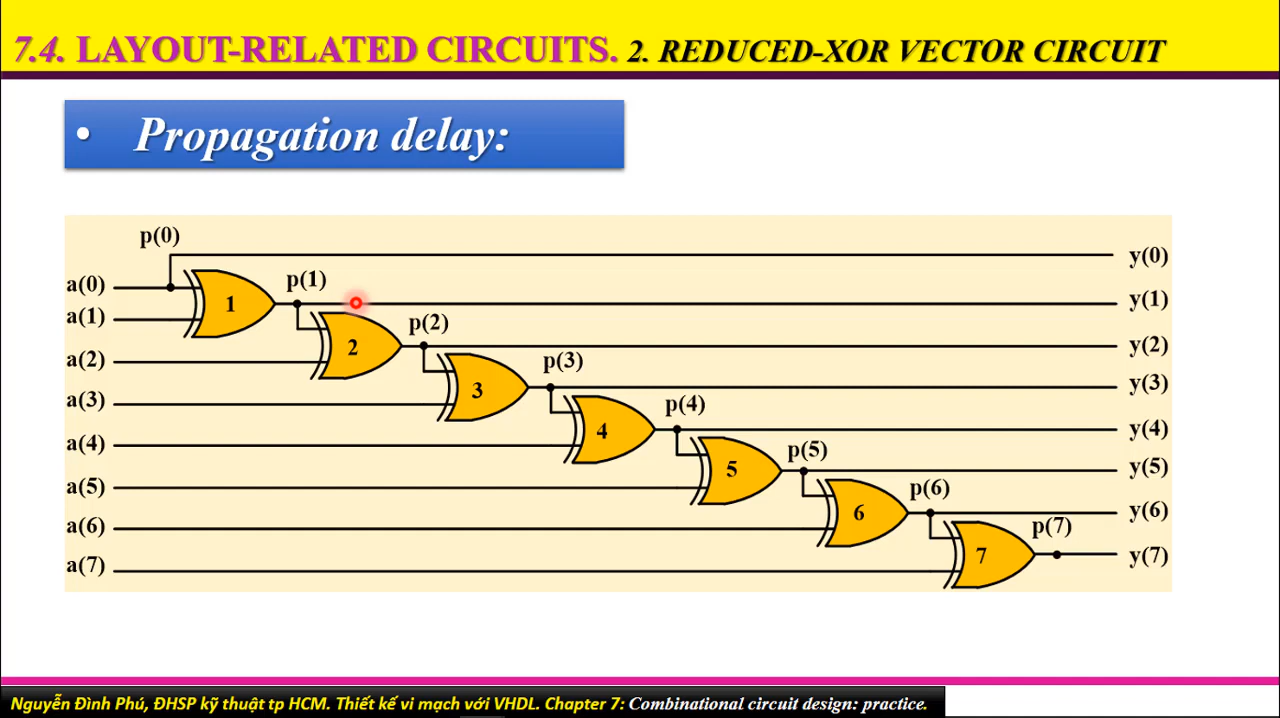 7.4. LAYOUT-RELATED CIRCUITS. 2. REDUCED-XOR VECTOR CIRCUIT
• Propagation delay:
p(0)
y(0)
a(0)
p(1)
1
y(1)
a(1)
p(2)
2
y(2)
a(2)
p(3)
3
y(3)
a(3)
p(4)
4
y(4)
a(4)
p(5)
5
y(5)
a(5)
p(6)
6
y(6)
a(6)
p(7)
7
y(7)
a(7)
Nguyễn Đình Phú, ĐHSP kỹ thuật tp HCM. Thiết kế vi mạch với VHDL. Chapter 7: Combinational circuit design: practice.